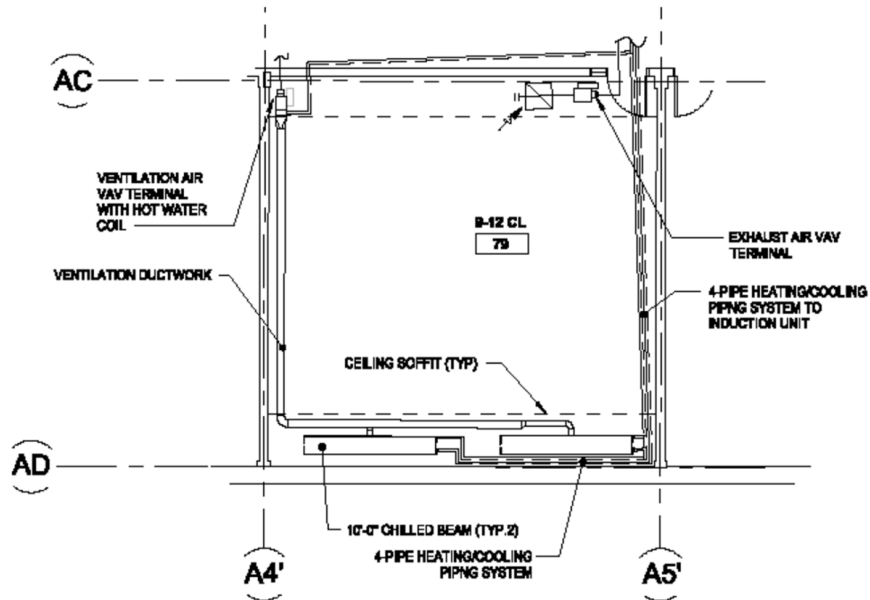 AC
VENTILATION AIR
VAV TERMINAL
WITH HOT WATER
COIL
9-12 CL
79
EXHAUST AIR VAV
TERMINAL
VENTILATION DUCTWORK
4-PIPE HEATING/COOLING
PIPNG SYSTEM TO
INDUCTION UNIT
CEILING SOFFIT (TYP)
AD
10'-0" CHILLED BEAM (TYP.2)
4-PIPE HEATING/COOLING
PIPNG SYSTEM
A4'
A5'